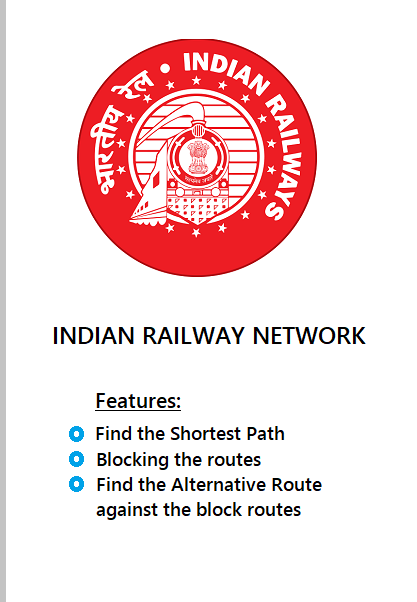 भारतीय रेल • INDIAN RAILWAYS
INDIAN RAILWAY NETWORK
Features:
Find the Shortest Path
Blocking the routes
Find the Alternative Route
against the block routes